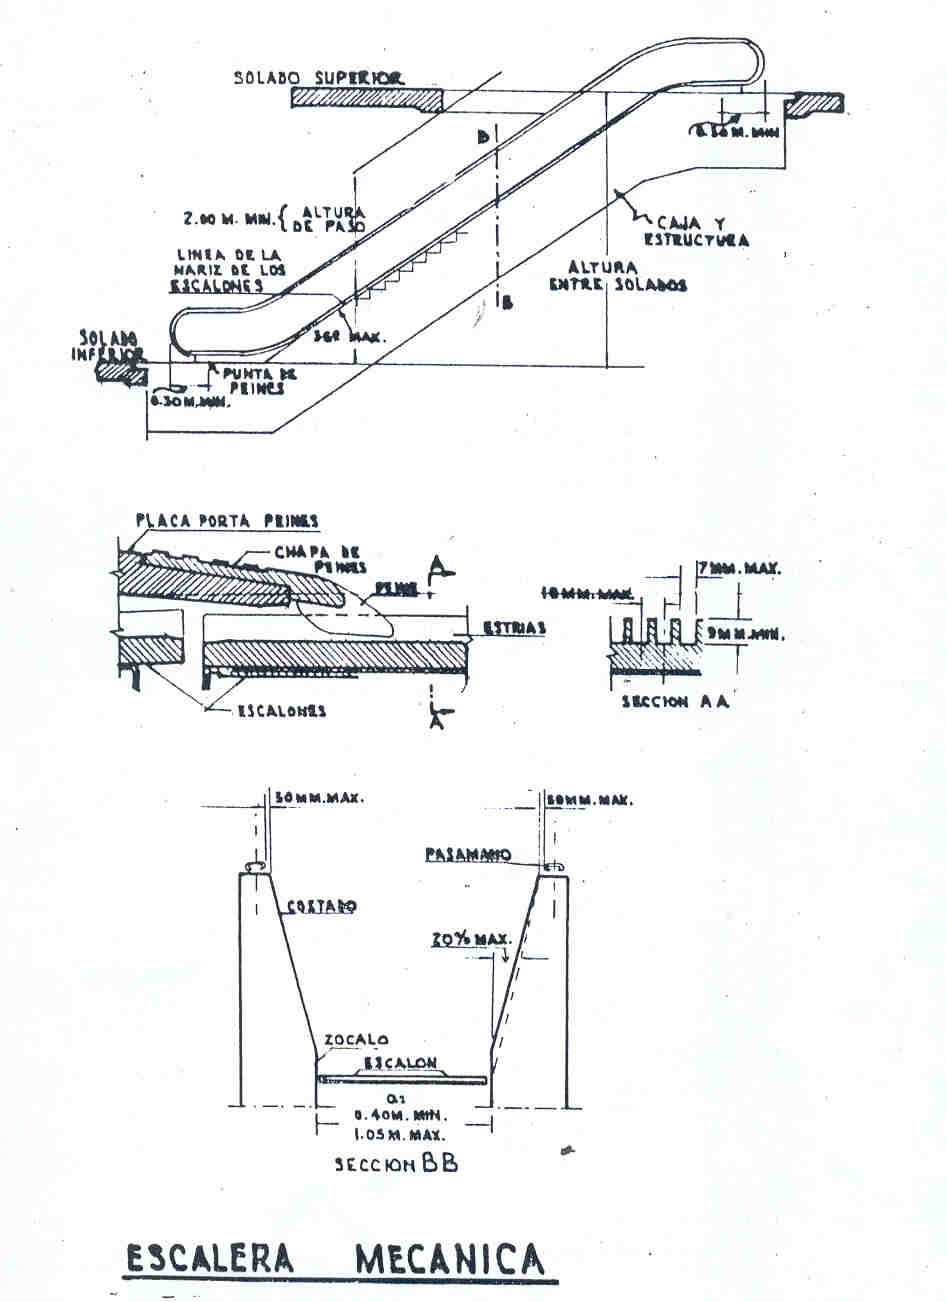 SOLADO SUPERIOR
B
0.30 M. MIN
2.00 M. MIN. { ALTURA
DE PASO
CAJA Y
ESTRUCTURA
LINEA DE LA
NARIZ DE LOS
ESCALONES
ALTURA
ENTRE SOLADOS
B
MAX.
SOLADO
INFERIOR
PUNTA DE
PEINES
0.30 M. MIN.
PLACA PORTA PEINES
CHAPA DE
PEINES
PEINE
A
ESTRIAS
ESCALONES
A
7 MM. MAX.
10 MM. MAX.
9 MM. MIN.
SECCION A A
50 MM. MAX.
50 MM. MAX.
PASAMANO
COSTADO
20% MAX.
ZOCALO
ESCALON
a:
0.40 M. MIN.
1.05 M. MAX.
SECCION BB
ESCALERA MECANICA